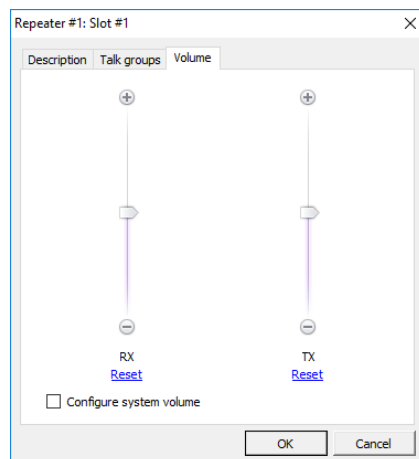 Repeater #1: Slot #1
Description Talk groups Volume
RX TX
Reset Reset
Configure system volume
OK Cancel